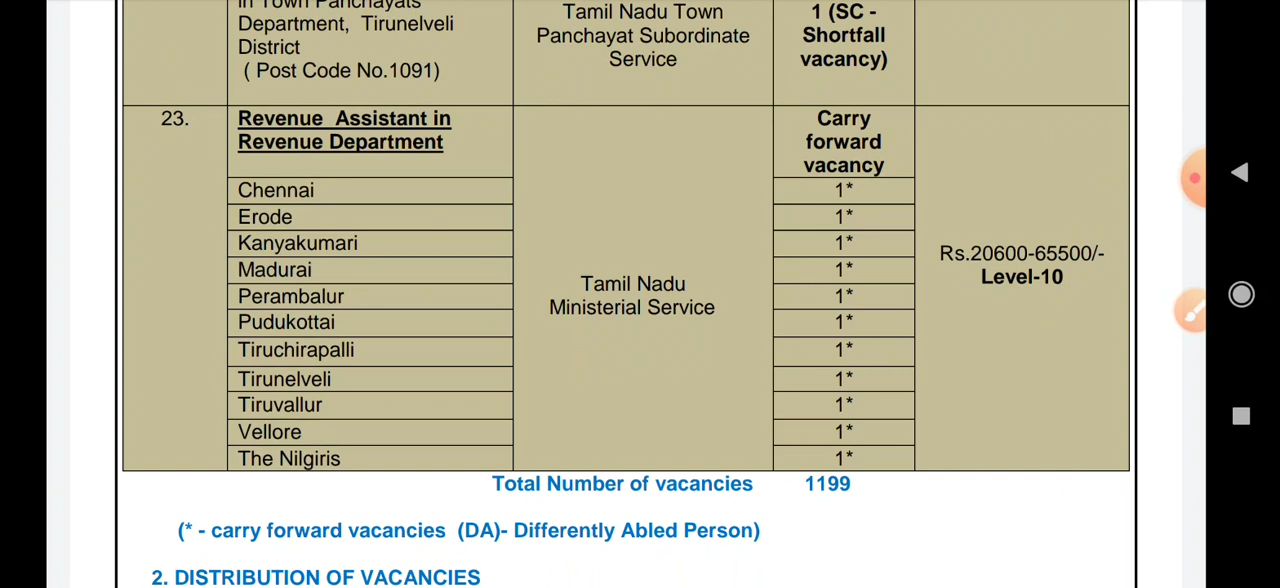 in Town Panchayats
Department, Tirunelveli
District
( Post Code No.1091)
Tamil Nadu Town
Panchayat Subordinate
Service
1 (SC -
Shortfall
vacancy)
23.
Revenue Assistant in
Revenue Department
Carry
forward
vacancy
Chennai 1*
Erode 1*
Kanyakumari 1*
Madurai 1*
Perambalur 1*
Pudukottai 1*
Tiruchirapalli 1*
Tirunelveli 1*
Tiruvallur 1*
Vellore 1*
The Nilgiris 1*
Tamil Nadu
Ministerial Service
Rs.20600-65500/-
Level-10
Total Number of vacancies 1199
(* - carry forward vacancies (DA)- Differently Abled Person)
2. DISTRIBUTION OF VACANCIES